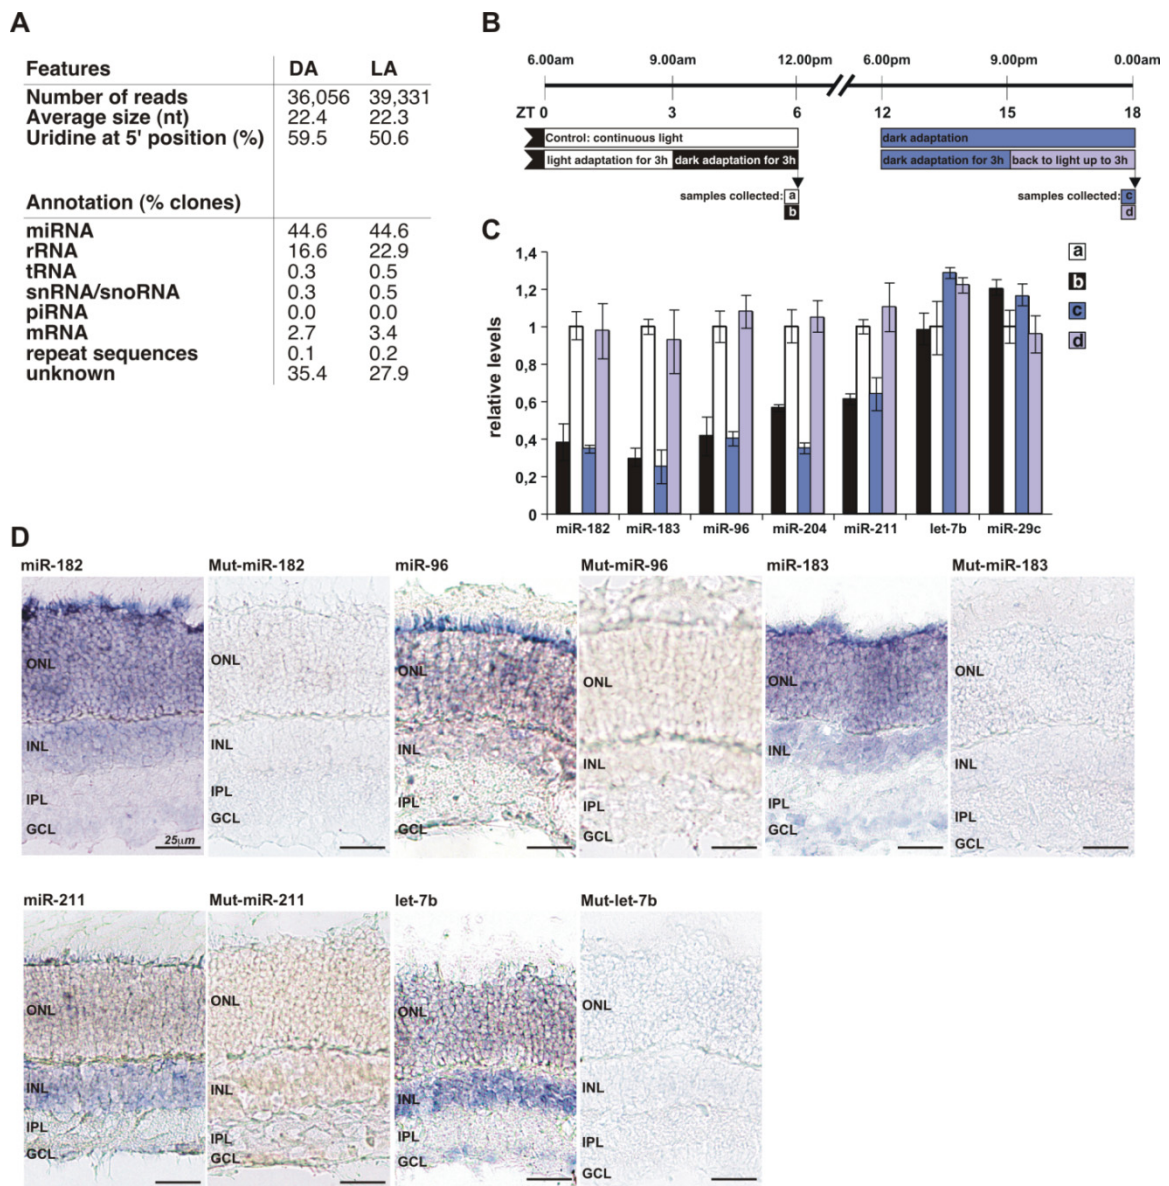 A
Features DA LA
Number of reads 36,056 39,331
Average size (nt) 22.4 22.3
Uridine at 5' position (%) 59.5 50.6
Annotation (% clones)
miRNA 44.6 44.6
rRNA 16.6 22.9
tRNA 0.3 0.5
snRNA/snoRNA 0.3 0.5
piRNA 0.0 0.0
mRNA 2.7 3.4
repeat sequences 0.1 0.2
unknown 35.4 27.9
B
6.00am 9.00am 12.00pm 6.00pm 9.00pm 0.00am
ZT 0 3 6 12 15 18
Control: continuous light
dark adaptation
light adaptation for 3h dark adaptation for 3h
dark adaptation for 3h back to light up to 3h
samples collected: a
b
samples collected: c
d
C
relative levels
1,4
1,2
1
0,8
0,6
0,4
0,2
0
a
b
c
d
miR-182 miR-183 miR-96 miR-204 miR-211 let-7b miR-29c
D
miR-182 Mut-miR-182 miR-96 Mut-miR-96 miR-183 Mut-miR-183
ONL ONL ONL ONL ONL ONL
INL INL INL INL INL INL
IPL IPL IPL IPL IPL IPL
GCL GCL GCL GCL GCL GCL
25µm
miR-211 Mut-miR-211 let-7b Mut-let-7b
ONL ONL ONL ONL
INL INL INL INL
IPL IPL IPL IPL
GCL GCL GCL GCL